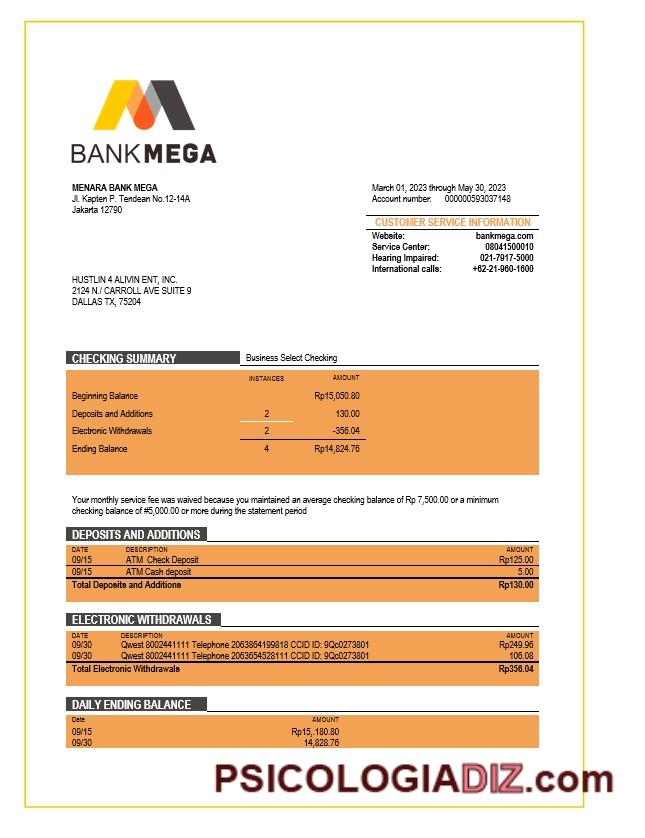 BANK MEGA
MENARA BANK MEGA
Jl. Kapten P. Tendean No.12-14A
Jakarta 12790
March 01, 2023 through May 30, 2023
Account number: 000000593037148
CUSTOMER SERVICE INFORMATION
Website: bankmega.com
Service Center: 08041500010
Hearing Impaired: 021-7917-5000
International calls: +62-21-960-1600
HUSTLIN 4 ALIVIN ENT, INC.
2124 N./ CARROLL AVE SUITE 9
DALLAS TX, 75204
CHECKING SUMMARY Business Select Checking
INSTANCES AMOUNT
Beginning Balance Rp15,050.80
Deposits and Additions 2 130.00
Electronic Withdrawals 2 -356.04
Ending Balance 4 Rp14,824.76
Your monthly service fee was waived because you maintained an average checking balance of Rp 7,500.00 or a minimum
checking balance of #5,000.00 or more during the statement period
DEPOSITS AND ADDITIONS
DATE DESCRIPTION AMOUNT
09/15 ATM Check Deposit Rp125.00
09/15 ATM Cash deposit 5.00
Total Deposits and Additions Rp130.00
ELECTRONIC WITHDRAWALS
DATE DESCRIPTION AMOUNT
09/30 Qwest 8002441111 Telephone 2063864199818 CCID ID: 9Qc0273801 Rp249.96
09/30 Qwest 8002441111 Telephone 2063654528111 CCID ID: 9Qc0273801 106.08
Total Electronic Withdrawals Rp356.04
DAILY ENDING BALANCE
Date AMOUNT
09/15 Rp15,.180.80
09/30 14,828.76
PSICOLOGIADIZ.com